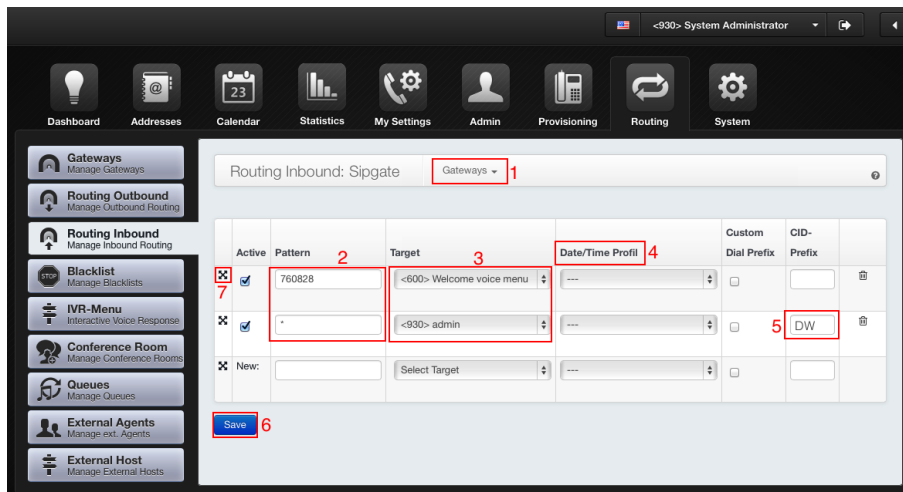 <930> System Administrator
@
23
Dashboard Addresses Calendar Statistics My Settings Admin Provisioning Routing System
Gateways
Manage Gateways
Routing Outbound
Manage Outbound Routing
Routing Inbound
Manage Inbound Routing
STOP
Blacklist
Manage Blacklists
IVR-Menu
Interactive Voice Response
Conference Room
Manage Conference Rooms
Queues
Manage Queues
External Agents
Manage ext. Agents
External Host
Manage External Hosts
Routing Inbound: Sipgate Gateways 1 ?
Active Pattern 2 Target 3 Date/Time Profil 4 Custom Dial Prefix CID-Prefix
7 760828 <600> Welcome voice menu ---
* <930> admin --- 5 DW
New: Select Target ---
Save 6